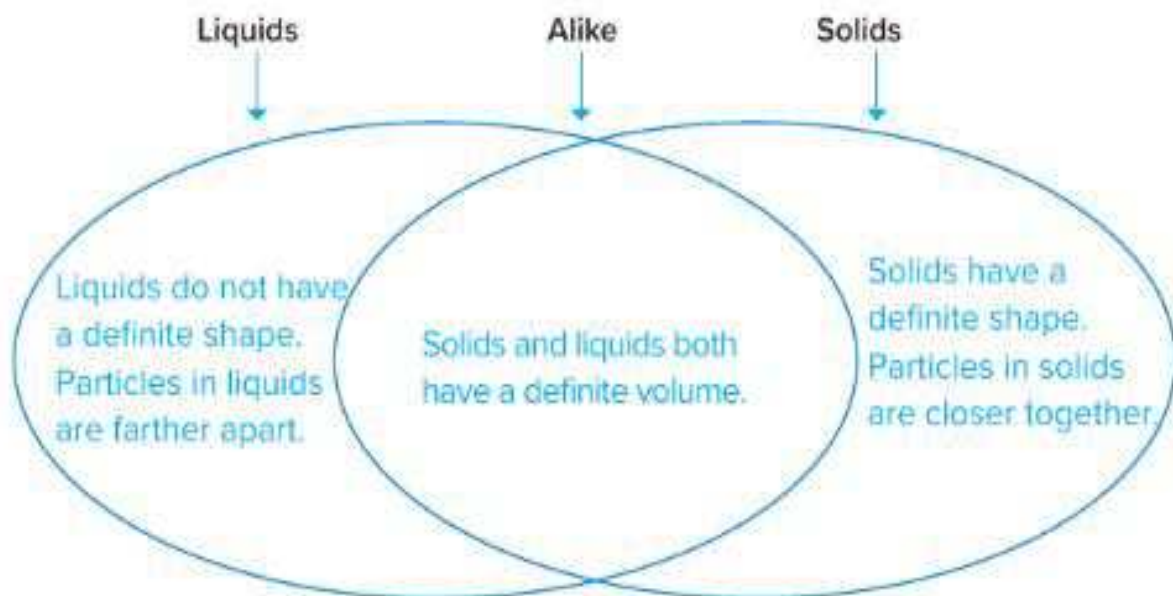 Liquids
Alike
Solids
Liquids do not have
a definite shape.
Particles in liquids
are farther apart.
Solids and liquids both
have a definite volume.
Solids have a
definite shape.
Particles in solids
are closer together.